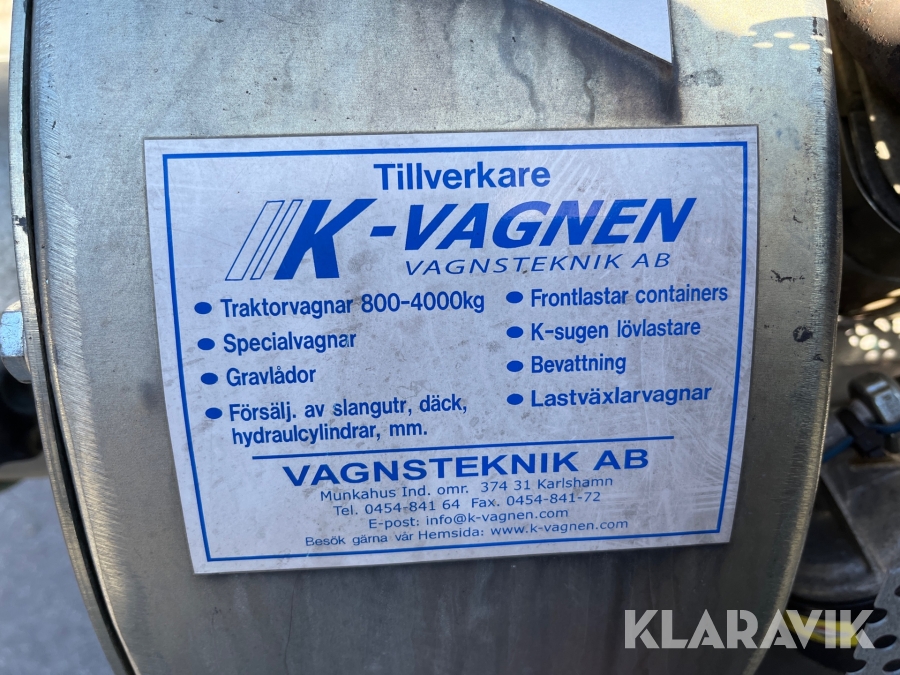 Tillverkare
K-VAGNEN
VAGNSTEKNIK AB
• Traktorvagnar 800-4000kg
• Specialvagnar
• Gravlådor
• Försälj. av slangutr, däck,
hydraulcylindrar, mm.
• Frontlastar containers
• K-sugen lövlastare
• Bevattning
• Lastväxlarvagnar
VAGNSTEKNIK AB
Munkahus Ind. omr. 374 31 Karlshamn
Tel. 0454-841 64 Fax. 0454-841-72
E-post: info@k-vagnen.com
Besök gärna vår Hemsida: www.k-vagnen.com
KLARAVIK